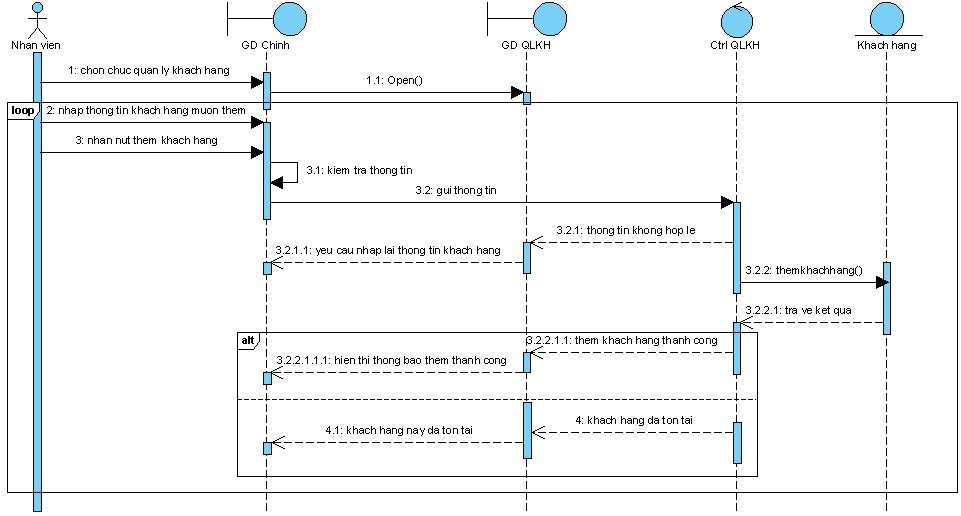 Nhan vien
GD Chinh
GD QLKH
Ctrl QLKH
Khach hang
1: chon chuc quan ly khach hang
1.1: Open()
loop
2: nhap thong tin khach hang muon them
3: nhan nut them khach hang
3.1: kiem tra thong tin
3.2: gui thong tin
3.2.1: thong tin khong hop le
3.2.1.1: yeu cau nhap lai thong tin khach hang
3.2.2: themkhachhang()
3.2.2.1: tra ve ket qua
alt
3.2.2.1.1: them khach hang thanh cong
3.2.2.1.1.1: hien thi thong bao them thanh cong
4: khach hang da ton tai
4.1: khach hang nay da ton tai